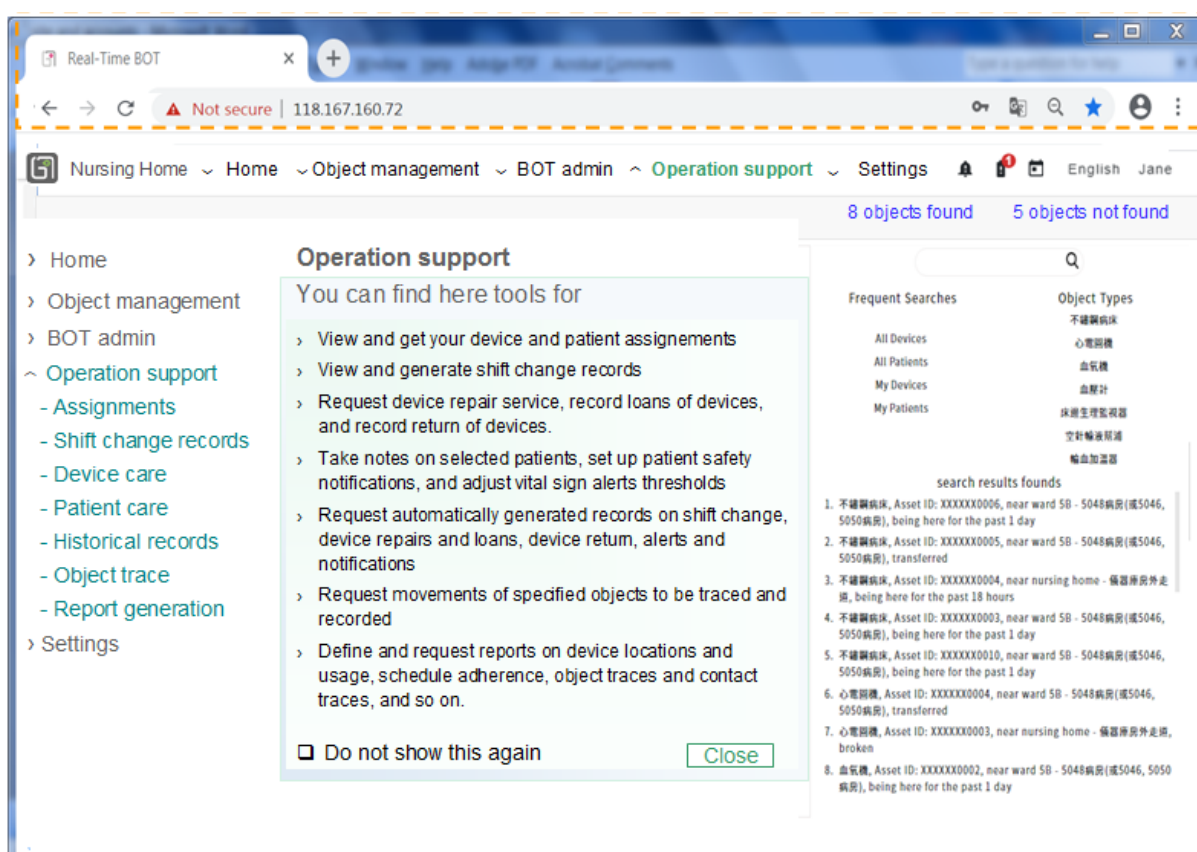 Real-Time BOT
Not secure | 118.167.160.72
Nursing Home Home Object management BOT admin Operation support Settings 1 English Jane
8 objects found 5 objects not found
Home
Object management
BOT admin
Operation support
- Assignments
- Shift change records
- Device care
- Patient care
- Historical records
- Object trace
- Report generation
Settings
Operation support
You can find here tools for
› View and get your device and patient assignements
› View and generate shift change records
› Request device repair service, record loans of devices,
and record return of devices.
› Take notes on selected patients, set up patient safety
notifications, and adjust vital sign alerts thresholds
› Request automatically generated records on shift change,
device repairs and loans, device return, alerts and
notifications
› Request movements of specified objects to be traced and
recorded
› Define and request reports on device locations and
usage, schedule adherence, object traces and contact
traces, and so on.
Do not show this again
Close
Frequent Searches
All Devices
All Patients
My Devices
My Patients
Object Types
不鏽鋼病床
心電圖機
血氧機
血壓計
床邊生理監視器
空針輸液幫浦
輸血加溫器
search results founds
1. 不鏽鋼病床, Asset ID: XXXXXX0006, near ward 5B - 5048病房(或5046,
5050病房), being here for the past 1 day
2. 不鏽鋼病床, Asset ID: XXXXXX0005, near ward 5B - 5048病房(或5046,
5050病房), transferred
3. 不鏽鋼病床, Asset ID: XXXXXX0004, near nursing home - 儀器庫房外走
道, being here for the past 18 hours
4. 不鏽鋼病床, Asset ID: XXXXXX0003, near ward 5B - 5048病房(或5046,
5050病房), being here for the past 1 day
5. 不鏽鋼病床, Asset ID: XXXXXX0010, near ward 5B - 5048病房(或5046,
5050病房), being here for the past 1 day
6. 心電圖機, Asset ID: XXXXXX0004, near ward 5B - 5048病房(或5046,
5050病房), transferred
7. 心電圖機, Asset ID: XXXXXX0003, near nursing home - 儀器庫房外走道,
broken
8. 血氧機, Asset ID: XXXXXX0002, near ward 5B - 5048病房(或5046, 5050
病房), being here for the past 1 day